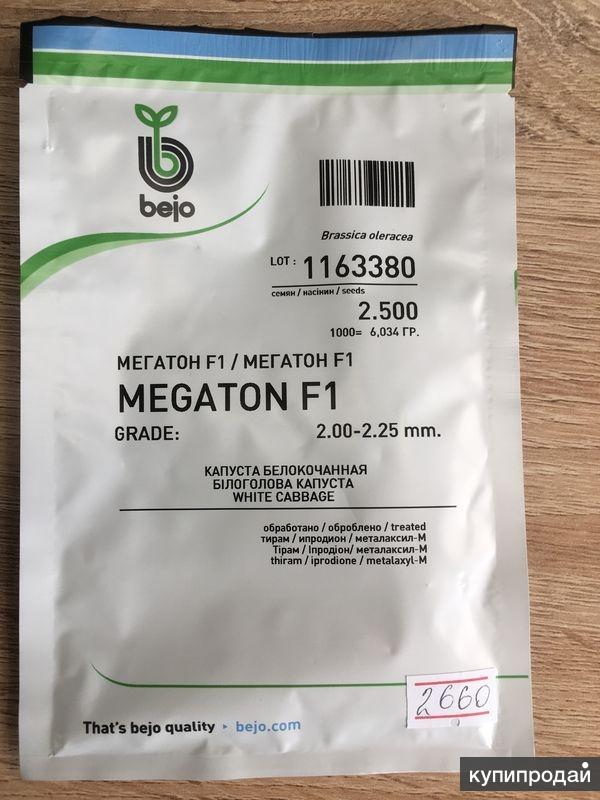 bejo
Brassica oleracea
LOT : 1163380
семян / насінин / seeds
2.500
1000= 6,034 ГР.
МЕГАТОН F1 / МЕГАТОН F1
MEGATON F1
GRADE: 2.00-2.25 mm.
КАПУСТА БЕЛОКОЧАННАЯ
БІЛОГОЛОВА КАПУСТА
WHITE CABBAGE
обработано / оброблено / treated
тирам / ипродион / металаксил-М
Тірам / Іпродіон/ металаксил-М
thiram / iprodione / metalaxyl-M
2660
That's bejo quality ▸ bejo.com
купипродай